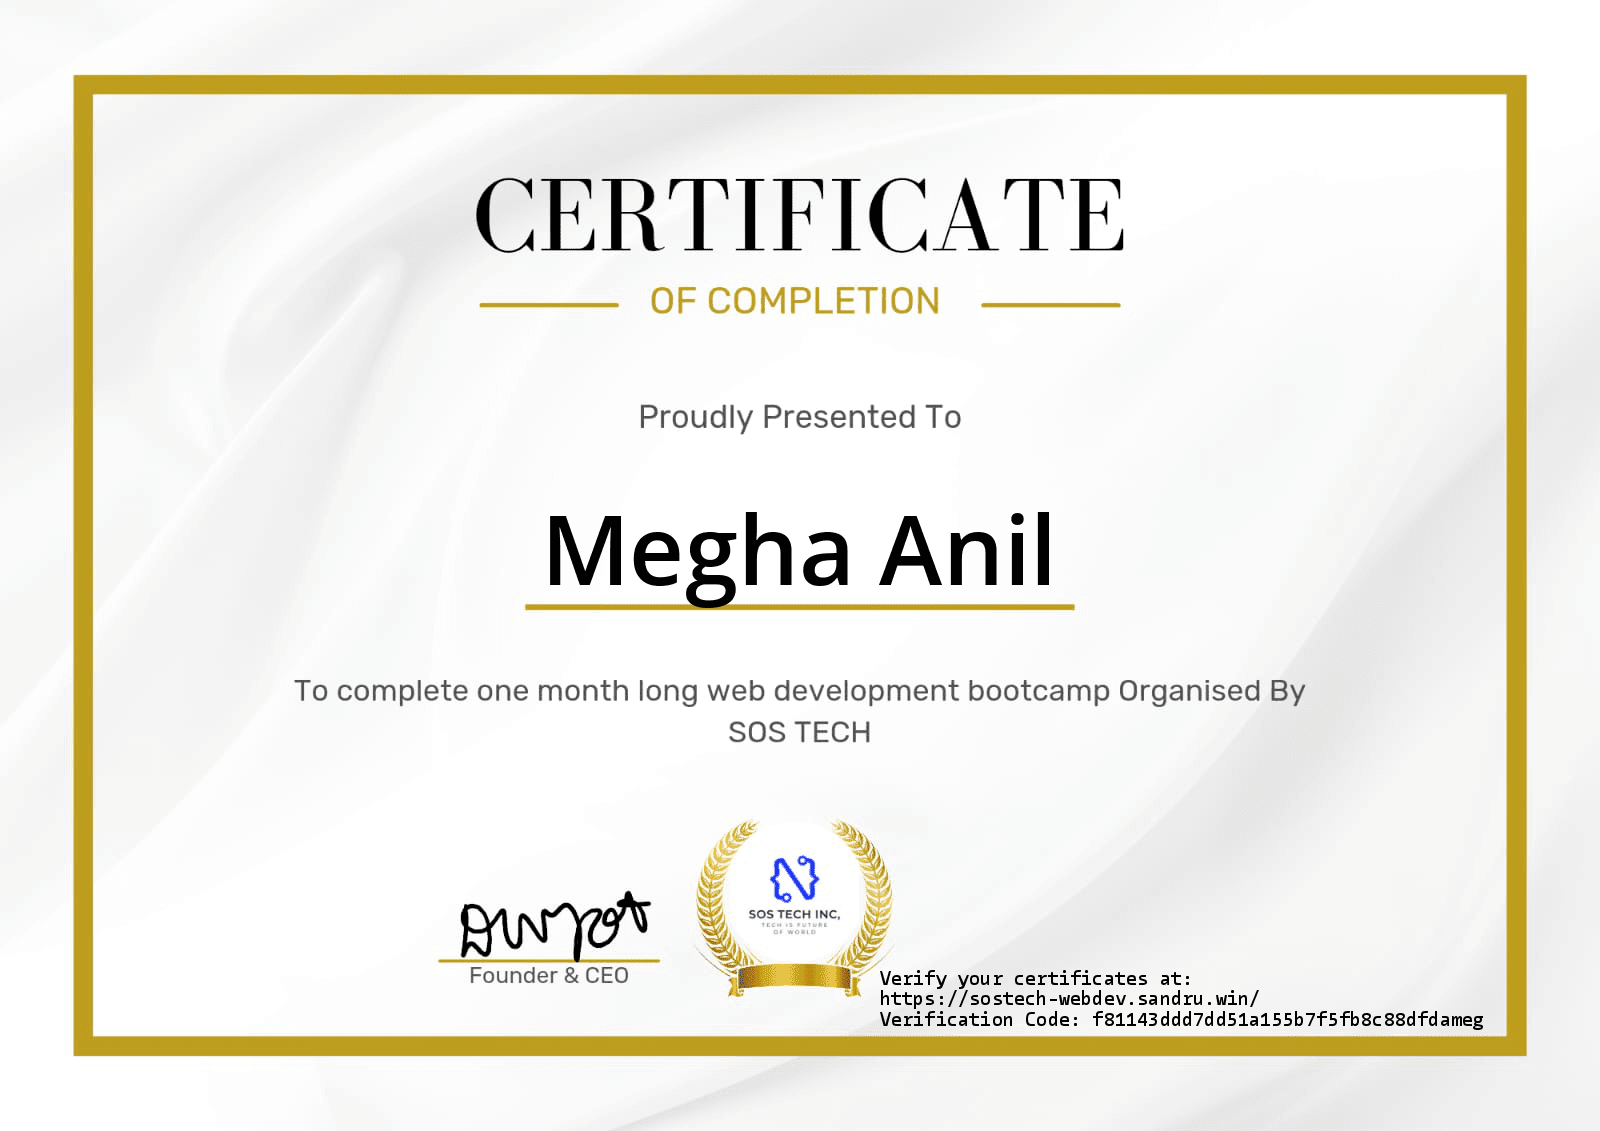 CERTIFICATE
OF COMPLETION
Proudly Presented To
Megha Anil
To complete one month long web development bootcamp Organised By
SOS TECH
Founder & CEO
SOS TECH INC,
TECH IS FUTURE
OF WORLD
Verify your certificates at:
https://sostech-webdev.sandru.win/
Verification Code: f81143ddd7dd51a155b7f5fb8c88dfdameg